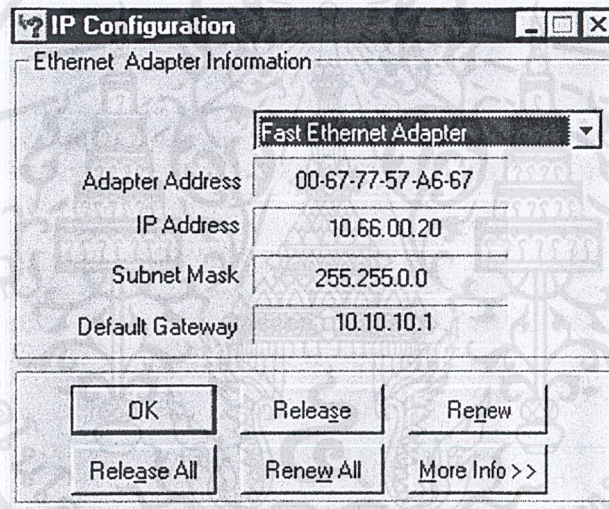 IP Configuration
Ethernet Adapter Information
Fast Ethernet Adapter
Adapter Address 00-67-77-57-A6-67
IP Address 10.66.00.20
Subnet Mask 255.255.0.0
Default Gateway 10.10.10.1
OK Release Renew
Release All Renew All More Info >>